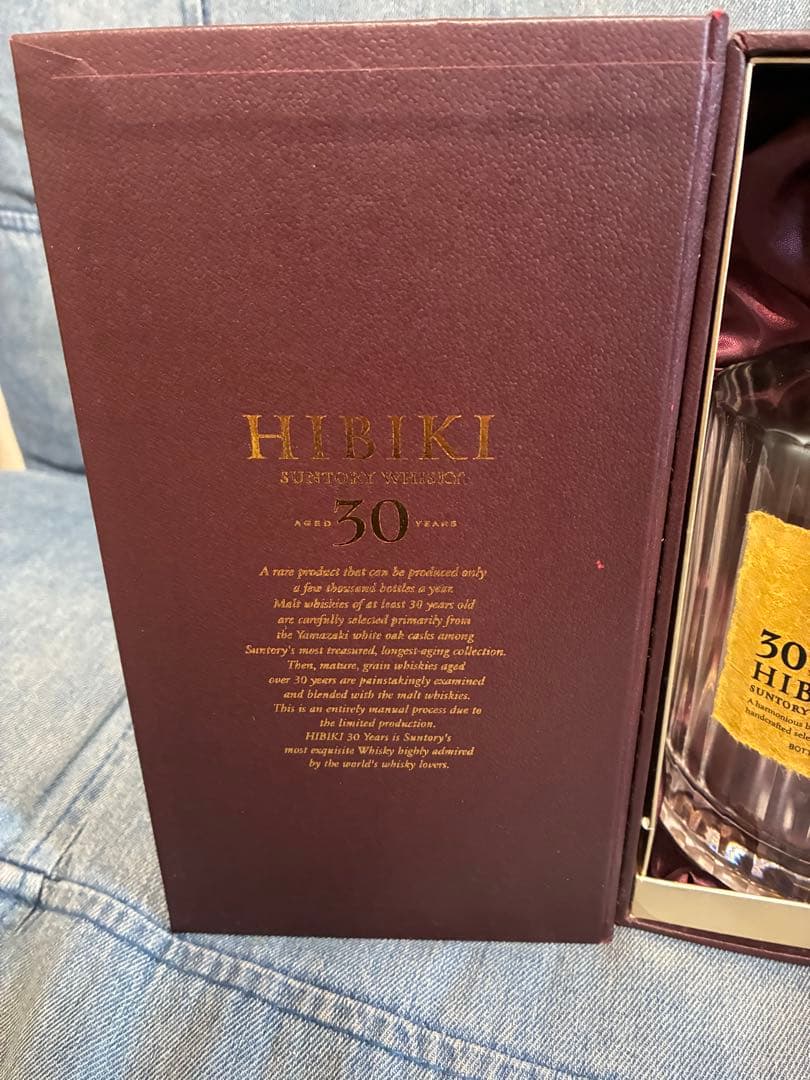 HIBIKI
SUNTORY WHISKY
AGED 30 YEARS
A rare product that can be produced only
a few thousand bottles a year.
Malt whiskies of at least 30 years old
are carefully selected primarily from
the Yamazaki white oak casks among
Suntory's most treasured, longest-aging collection.
Then, mature, grain whiskies aged
over 30 years are painstakingly examined
and blended with the malt whiskies.
This is an entirely manual process due to
the limited production.
HIBIKI 30 Years is Suntory's
most exquisite Whisky highly admired
by the world's whisky lovers.
30
HIB
SUNTORY
A harmonious b
handcrafted sele
BOT